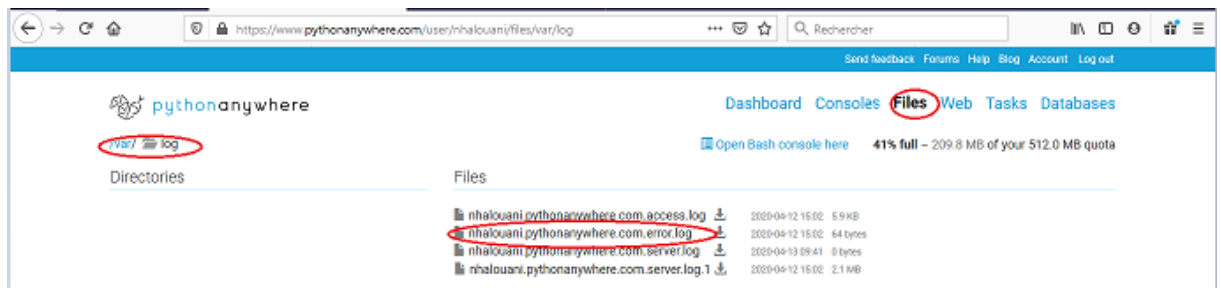 https://www.pythonanywhere.com/user/nhalouani/files/var/log
Rechercher
Send feedback Forums Help Blog Account Log out
pythonanywhere
Dashboard Consoles Files Web Tasks Databases
/var/ log
Open Bash console here 41% full – 209.8 MB of your 512.0 MB quota
Directories
Files
nhalouani.pythonanywhere.com.access.log 2020-04-12 15:02 5.9 KB
nhalouani.pythonanywhere.com.error.log 2020-04-12 15:02 64 bytes
nhalouani.pythonanywhere.com.server.log 2020-04-13 09:41 0 bytes
nhalouani.pythonanywhere.com.server.log.1 2020-04-12 15:02 2.1 MB